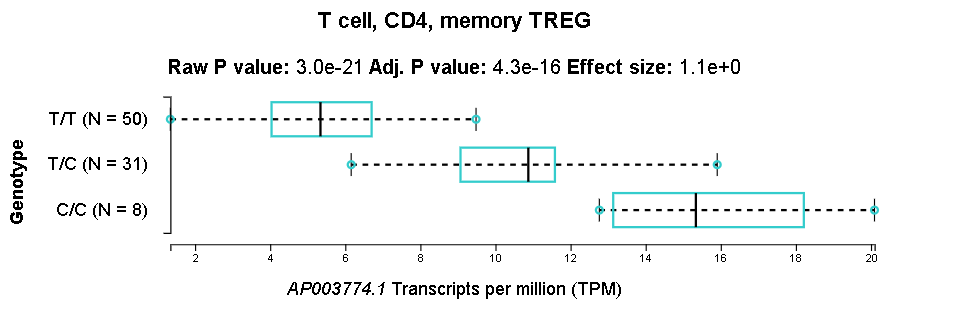 T cell, CD4, memory TREG
Raw P value: 3.0e-21 Adj. P value: 4.3e-16 Effect size: 1.1e+0
Genotype
T/T (N = 50)
T/C (N = 31)
C/C (N = 8)
2 4 6 8 10 12 14 16 18 20
AP003774.1 Transcripts per million (TPM)